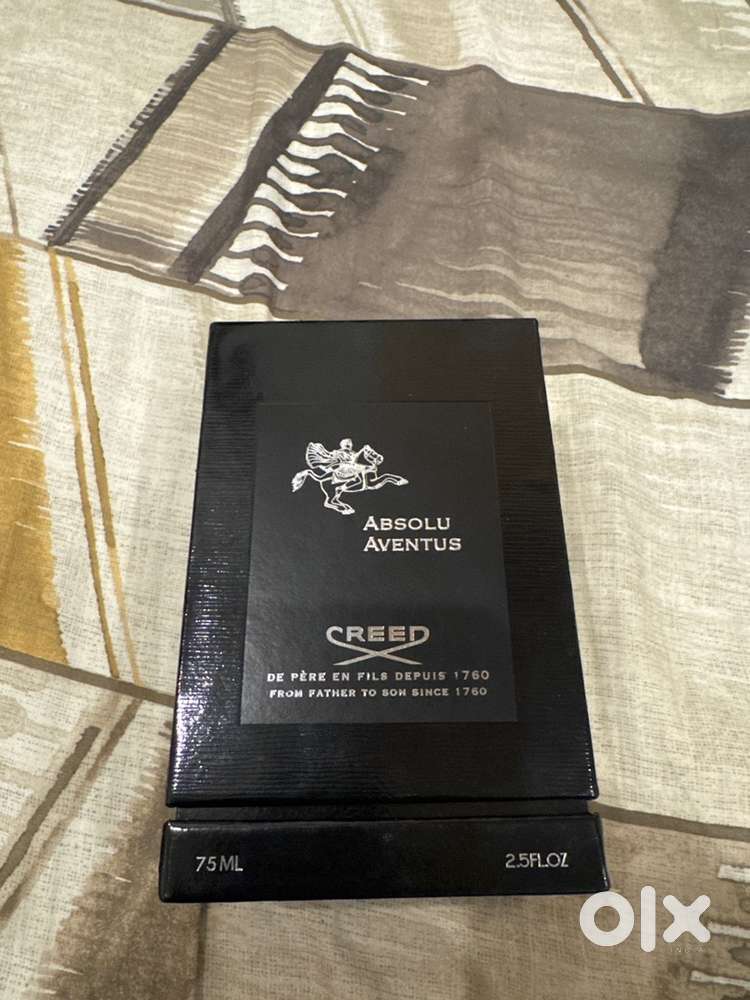 ABSOLU
AVENTUS
CREED
DE PÈRE EN FILS DEPUIS 1760
FROM FATHER TO SON SINCE 1760
75ML 2.5FL.OZ
olx
INDIA